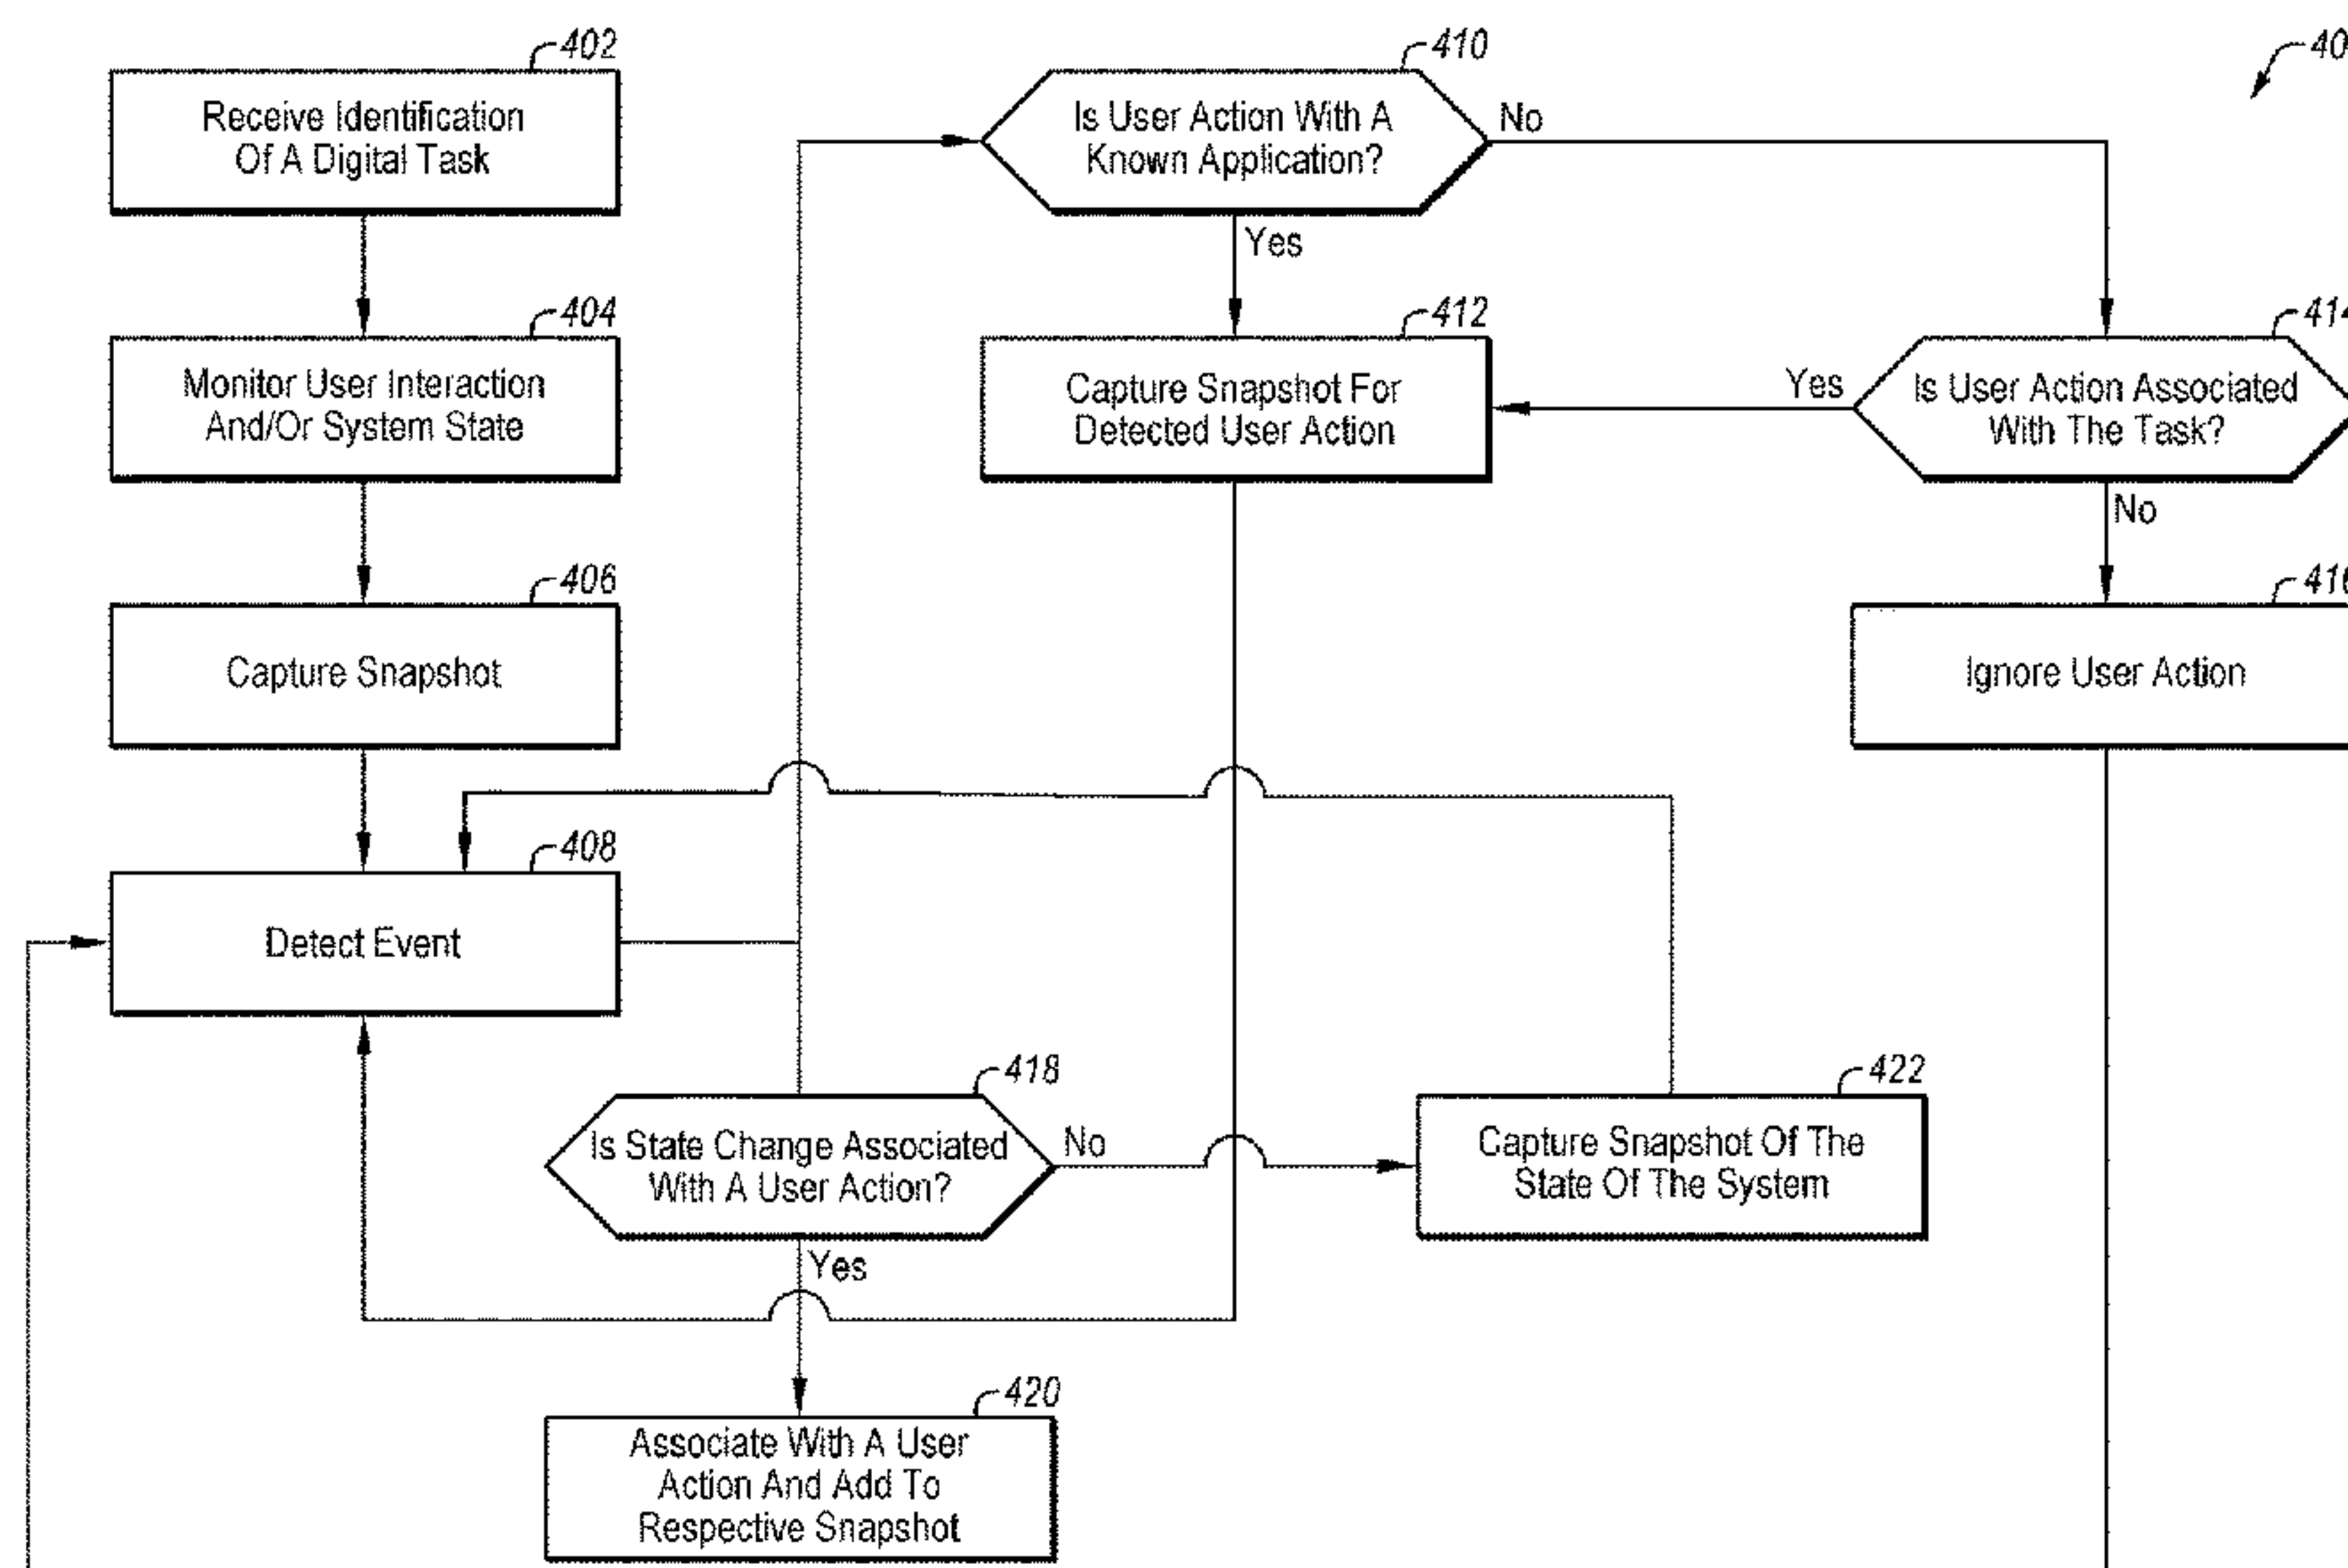 402
Receive Identification
Of A Digital Task
404
Monitor User Interaction
And/Or System State
406
Capture Snapshot
408
Detect Event
410
Is User Action With A
Known Application?
No
Yes
412
Capture Snapshot For
Detected User Action
414
Is User Action Associated
With The Task?
Yes
No
416
Ignore User Action
418
Is State Change Associated
With A User Action?
No
Yes
422
Capture Snapshot Of The
State Of The System
420
Associate With A User
Action And Add To
Respective Snapshot